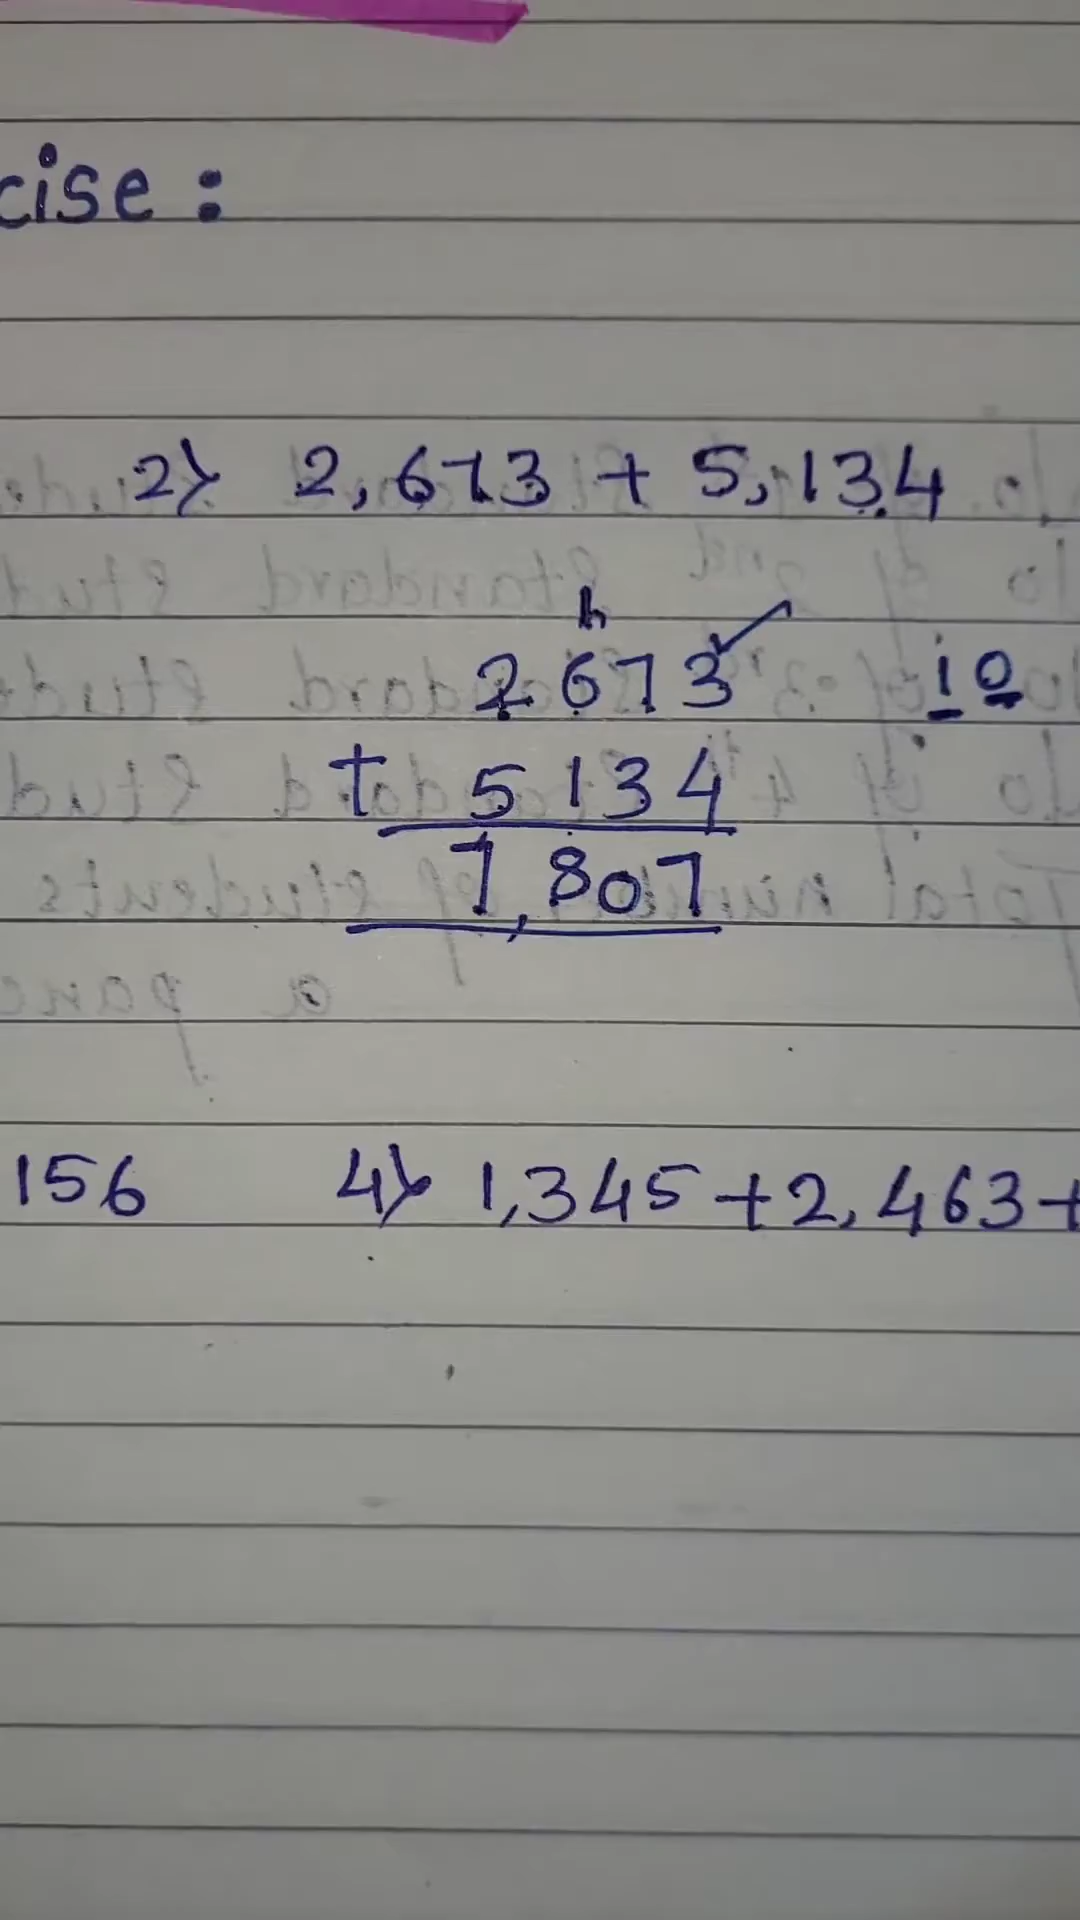 cise :
2) 2,673 + 5,134
2673
10
+ 5134
7,807
156
4) 1,345 + 2,463 +